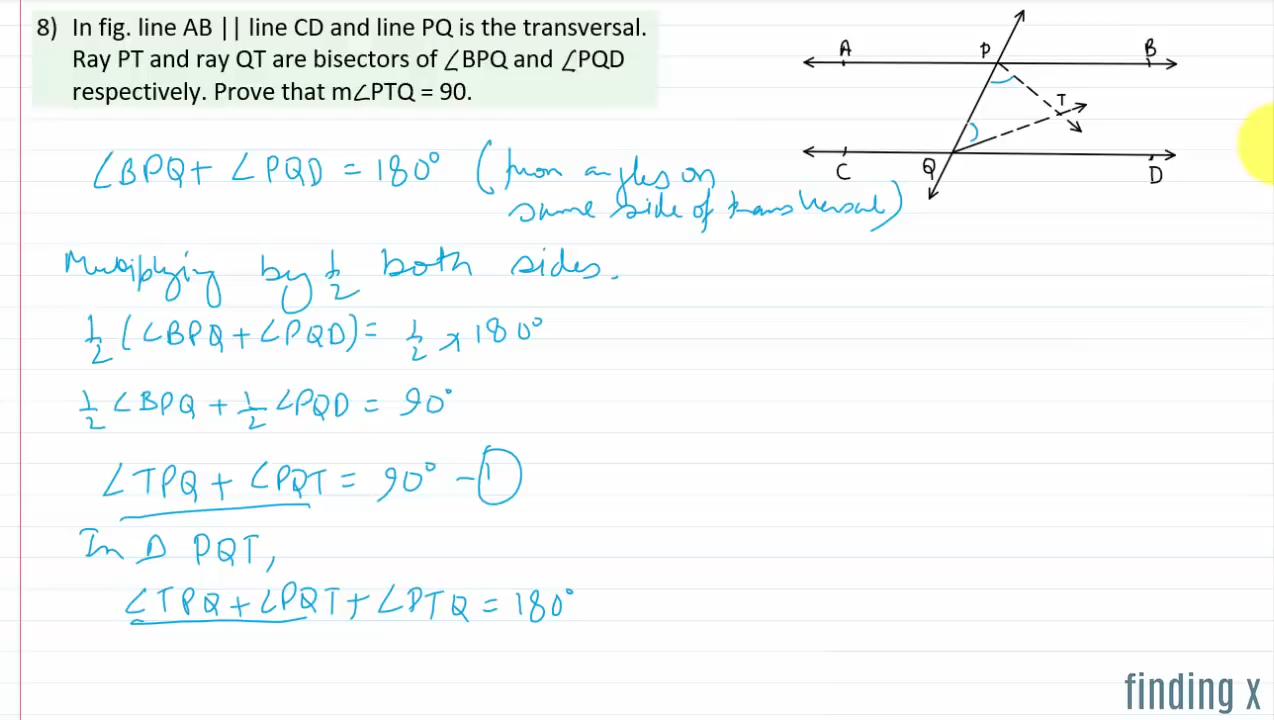 8) In fig. line AB || line CD and line PQ is the transversal.
Ray PT and ray QT are bisectors of ∠BPQ and ∠PQD
respectively. Prove that m∠PTQ = 90.
A
P
B
T
C
Q
D
∠BPQ + ∠PQD = 180° ( angles on
same side of transversal)
Multiplying by 1/2 both sides.
1/2 (∠BPQ + ∠PQD) = 1/2 × 180°
1/2 ∠BPQ + 1/2 ∠PQD = 90°
∠TPQ + ∠PQT = 90° - ①
In Δ PQT,
∠TPQ + ∠PQT + ∠PTQ = 180°
finding x